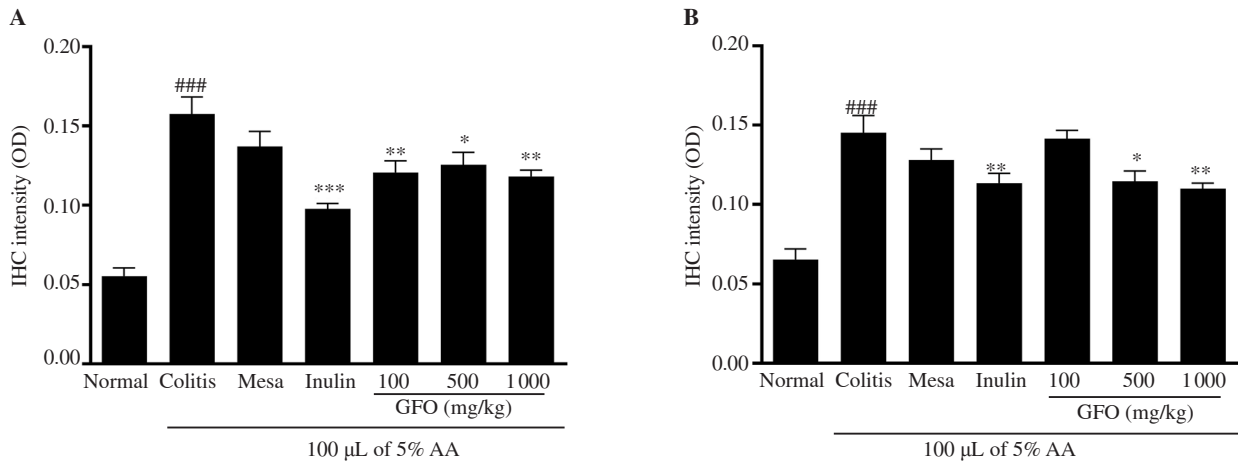 A
IHC intensity (OD)
0.20
0.15
0.10
0.05
0.00
###
***
**
*
**
Normal Colitis Mesa Inulin 100 500 1 000
GFO (mg/kg)
100 μL of 5% AA
B
IHC intensity (OD)
0.20
0.15
0.10
0.05
0.00
###
**
*
**
Normal Colitis Mesa Inulin 100 500 1 000
GFO (mg/kg)
100 μL of 5% AA